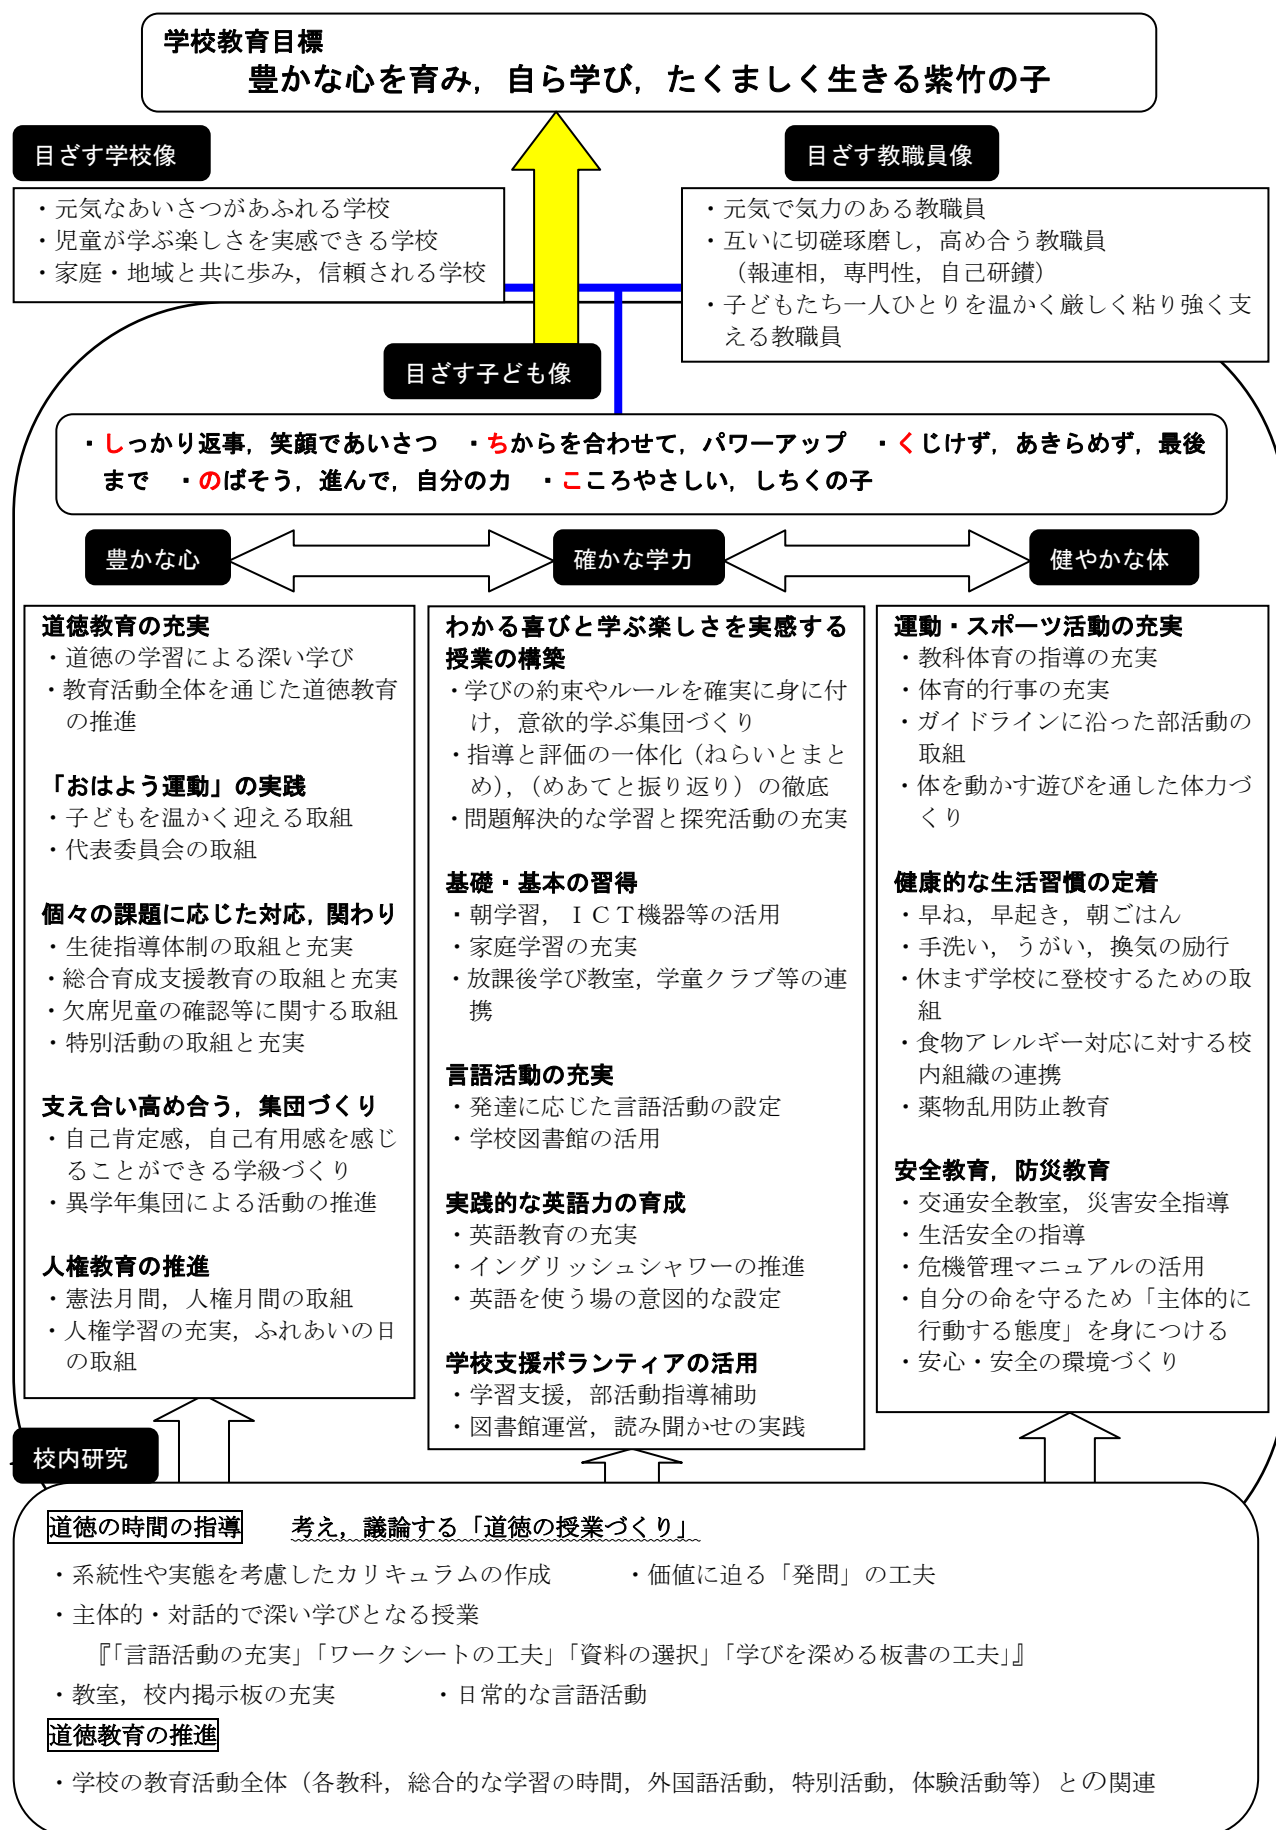 学校教育目標
豊かな心を育み，自ら学び，たくましく生きる紫竹の子
目ざす学校像
・元気なあいさつがあふれる学校
・児童が学ぶ楽しさを実感できる学校
・家庭・地域と共に歩み，信頼される学校
目ざす教職員像
・元気で気力のある教職員
・互いに切磋琢磨し，高め合う教職員
（報連相，専門性，自己研鑽）
・子どもたち一人ひとりを温かく厳しく粘り強く支
える教職員
目ざす子ども像
・しっかり返事，笑顔であいさつ　・ちからを合わせて，パワーアップ　・くじけず，あきらめず，最後
まで　・のばそう，進んで，自分の力　・こころやさしい，しちくの子
豊かな心
確かな学力
健やかな体
道徳教育の充実
・道徳の学習による深い学び
・教育活動全体を通じた道徳教育
の推進
「おはよう運動」の実践
・子どもを温かく迎える取組
・代表委員会の取組
個々の課題に応じた対応，関わり
・生徒指導体制の取組と充実
・総合育成支援教育の取組と充実
・欠席児童の確認等に関する取組
・特別活動の取組と充実
支え合い高め合う，集団づくり
・自己肯定感，自己有用感を感じ
ることができる学級づくり
・異学年集団による活動の推進
人権教育の推進
・憲法月間，人権月間の取組
・人権学習の充実，ふれあいの日
の取組
わかる喜びと学ぶ楽しさを実感する
授業の構築
・学びの約束やルールを確実に身に付
け，意欲的学ぶ集団づくり
・指導と評価の一体化（ねらいとまと
め），（めあてと振り返り）の徹底
・問題解決的な学習と探究活動の充実
基礎・基本の習得
・朝学習，ＩＣＴ機器等の活用
・家庭学習の充実
・放課後学び教室，学童クラブ等の連
携
言語活動の充実
・発達に応じた言語活動の設定
・学校図書館の活用
実践的な英語力の育成
・英語教育の充実
・イングリッシュシャワーの推進
・英語を使う場の意図的な設定
学校支援ボランティアの活用
・学習支援，部活動指導補助
・図書館運営，読み聞かせの実践
運動・スポーツ活動の充実
・教科体育の指導の充実
・体育的行事の充実
・ガイドラインに沿った部活動の
取組
・体を動かす遊びを通した体力づ
くり
健康的な生活習慣の定着
・早ね，早起き，朝ごはん
・手洗い，うがい，換気の励行
・休まず学校に登校するための取
組
・食物アレルギー対応に対する校
内組織の連携
・薬物乱用防止教育
安全教育，防災教育
・交通安全教室，災害安全指導
・生活安全の指導
・危機管理マニュアルの活用
・自分の命を守るため「主体的に
行動する態度」を身につける
・安心・安全の環境づくり
校内研究
道徳の時間の指導　　考え，議論する「道徳の授業づくり」
・系統性や実態を考慮したカリキュラムの作成　　　・価値に迫る「発問」の工夫
・主体的・対話的で深い学びとなる授業
『「言語活動の充実」「ワークシートの工夫」「資料の選択」「学びを深める板書の工夫」』
・教室，校内掲示板の充実　　　　・日常的な言語活動
道徳教育の推進
・学校の教育活動全体（各教科，総合的な学習の時間，外国語活動，特別活動，体験活動等）との関連